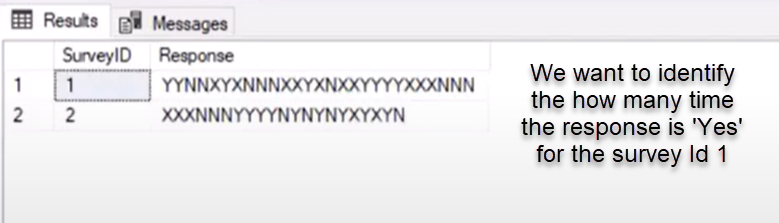 Results Messages
SurveyID Response
1 1 YYNNXYXNNNXXYXNXXYYYYXXXNNN
2 2 XXXNNNYYYYNYNYNYXYXYN
We want to identify
the how many time
the response is 'Yes'
for the survey Id 1